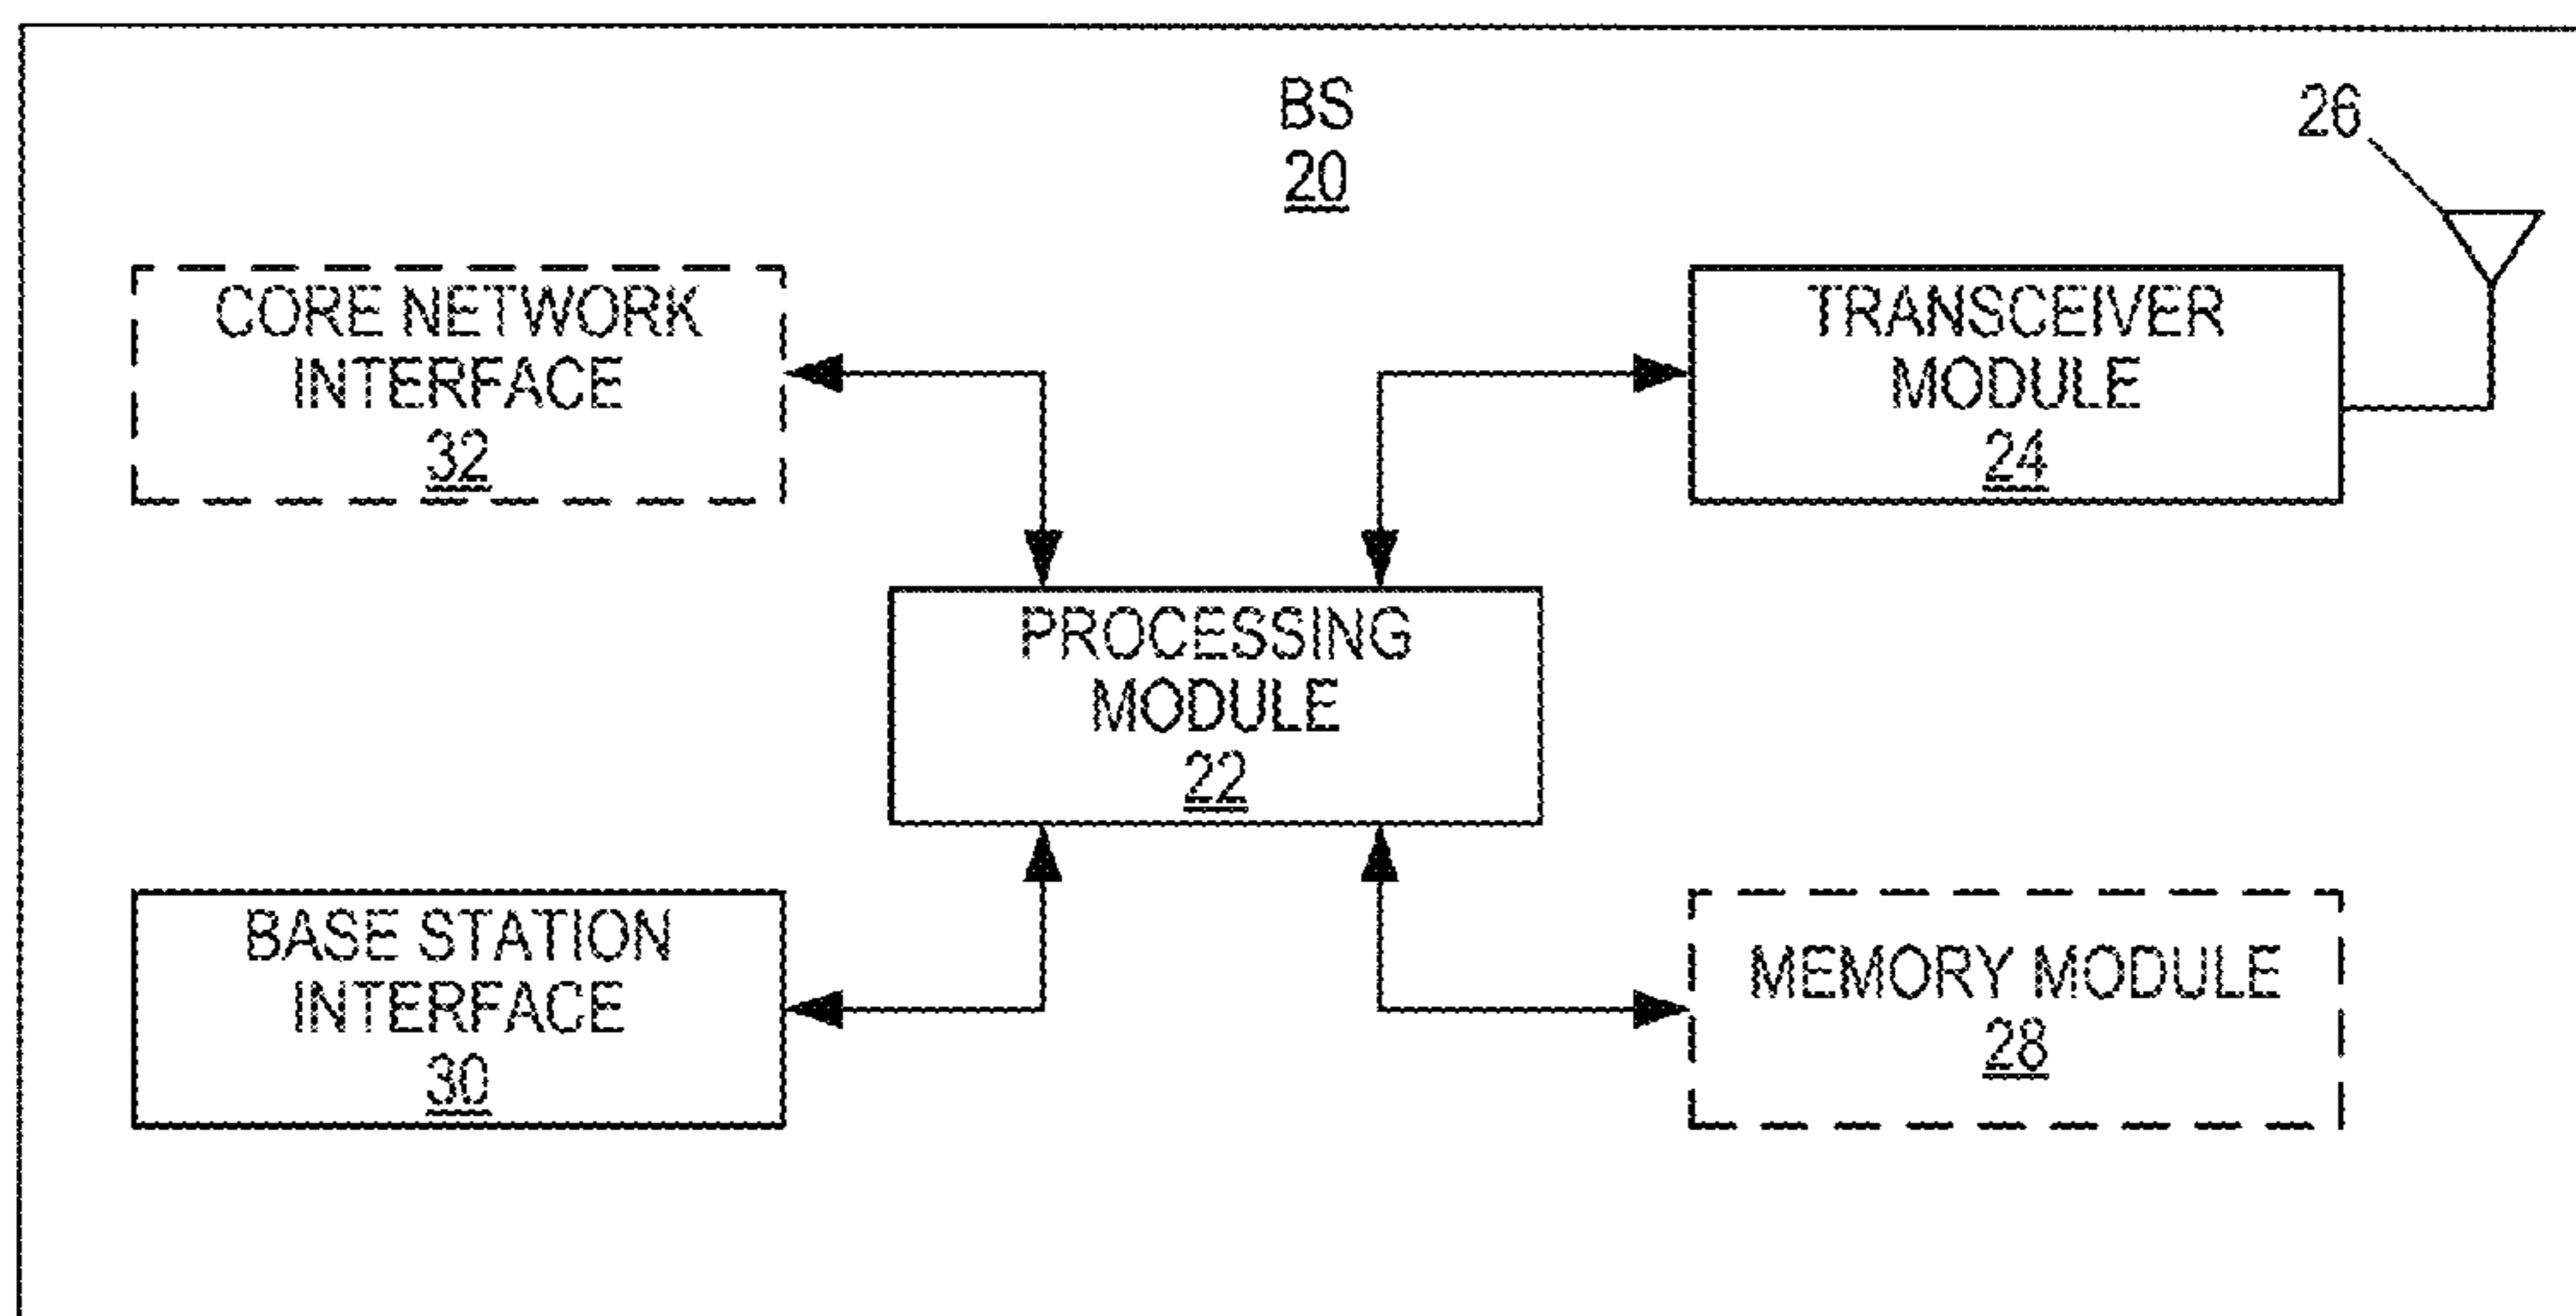 BS
20
26
CORE NETWORK
INTERFACE
32
TRANSCEIVER
MODULE
24
PROCESSING
MODULE
22
BASE STATION
INTERFACE
30
MEMORY MODULE
28